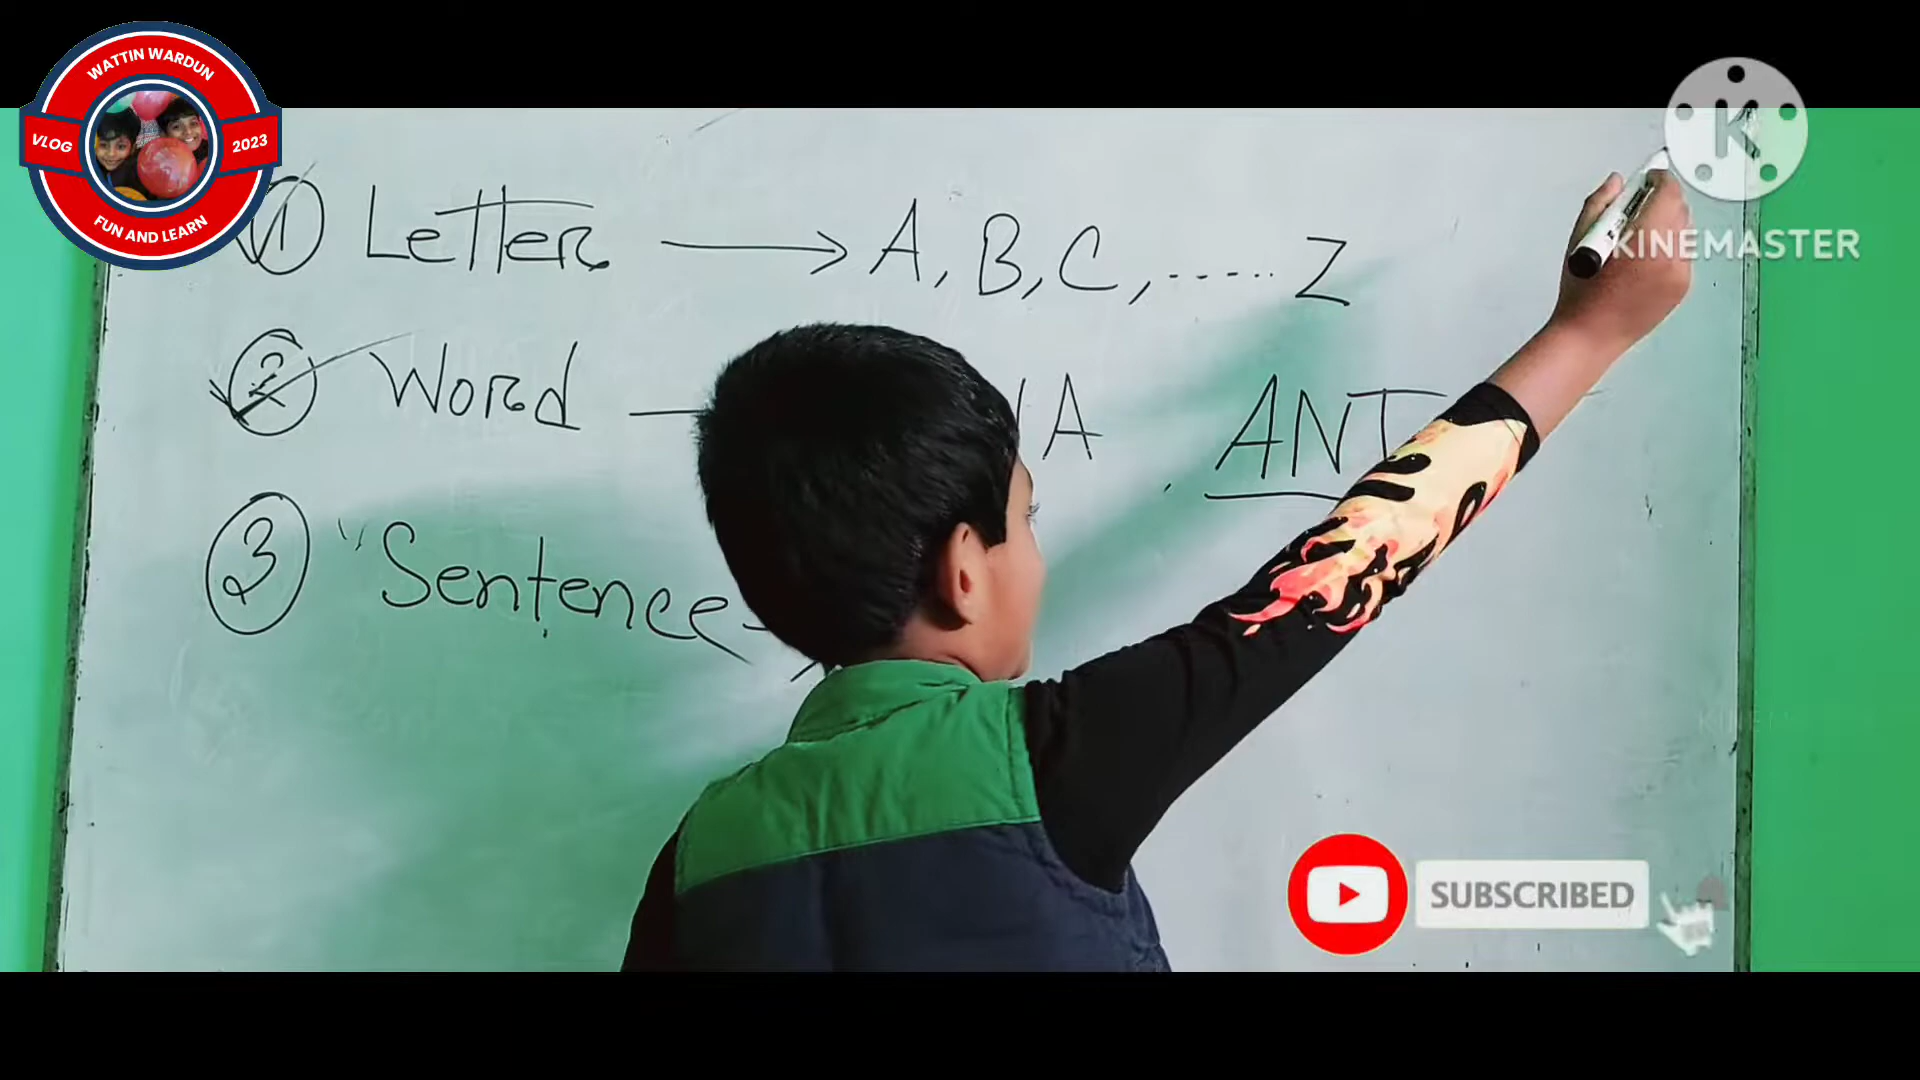 WATTIN WARDUN
VLOG
2023
FUN AND LEARN
K
KINEMASTER
1 Letter → A, B, C, ..... Z
2 Word A ANT
3 "Sentence
SUBSCRIBED